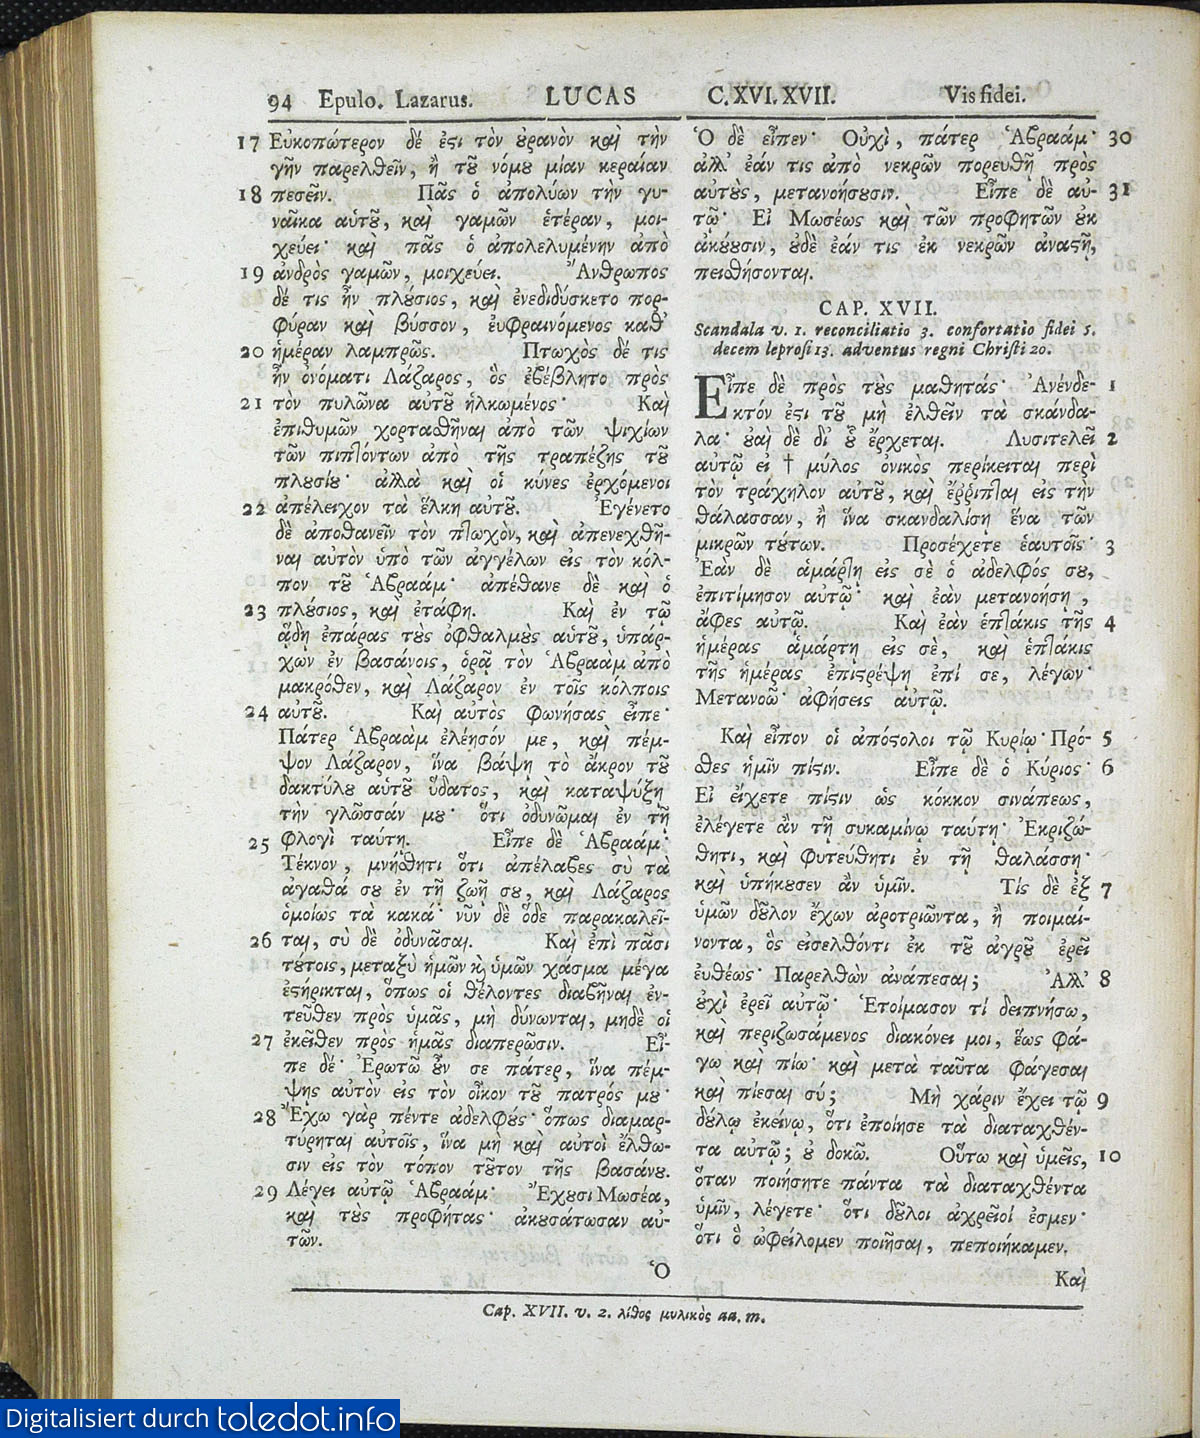 94 Epulo. Lazarus. LUCAS C.XVI.XVII. Vis fidei.
17 Εὐκοπώτερον δέ ἐϛι τὸν ȣ̓ρανὸν καὶ τὴν
γῆν παρελθεῖν, ἢ τȣ͂ νόμȣ μίαν κεραίαν
18 πεσεῖν. Πᾶς ὁ ἀπολύων τὴν γυ-
ναῖκα αὑτȣ͂, καὶ γαμῶν ἑτέραν, μοι-
χεύει· καὶ πᾶς ὁ ἀπολελυμένην ἀπὸ
19 ἀνδρὸς γαμῶν, μοιχεύει. Ἄνθρωπος
δέ τις ἦν πλȣ́σιος, καὶ ἐνεδιδύσκετο πορ-
φύραν καὶ βύσσον, εὐφραινόμενος καθ'
20 ἡμέραν λαμπρῶς. Πτωχὸς δέ τις
ἦν ὀνόματι Λάζαρος, ὃς ἐβέβλητο πρὸς
21 τὸν πυλῶνα αὐτȣ͂ ἡλκωμένος· Καὶ
ἐπιθυμῶν χορτασθῆναι ἀπὸ τῶν ψιχίων
τῶν πιπτόντων ἀπὸ τῆς τραπέζης τȣ͂
πλȣσίȣ· ἀλλὰ καὶ οἱ κύνες ἐρχόμενοι
22 ἀπέλειχον τὰ ἕλκη αὐτȣ͂. Ἐγένετο
δὲ ἀποθανεῖν τὸν πτωχὸν, καὶ ἀπενεχθῆ-
ναι αὐτὸν ὑπὸ τῶν ἀγγέλων εἰς τὸν κόλ-
πον τȣ͂ Ἀβραάμ· ἀπέθανε δὲ καὶ ὁ
23 πλȣ́σιος, καὶ ἐτάφη. Καὶ ἐν τῷ
ᾅδῃ ἐπάρας τȣ̀ς ὀφθαλμȣ̀ς αὑτȣ͂, ὑπάρ-
χων ἐν βασάνοις, ὁρᾷ τὸν Ἀβραὰμ ἀπὸ
μακρόθεν, καὶ Λάζαρον ἐν τοῖς κόλποις
24 αὐτȣ͂. Καὶ αὐτὸς φωνήσας εἶπε·
Πάτερ Ἀβραὰμ ἐλέησόν με, καὶ πέμ-
ψον Λάζαρον, ἵνα βάψῃ τὸ ἄκρον τȣ͂
δακτύλȣ αὑτȣ͂ ὕδατος, καὶ καταψύξῃ
τὴν γλῶσσάν μȣ· ὅτι ὀδυνῶμαι ἐν τῇ
25 φλογὶ ταύτῃ. Εἶπε δὲ Ἀβραάμ·
Τέκνον, μνήσθητι ὅτι ἀπέλαβες σὺ τὰ
ἀγαθά σȣ ἐν τῇ ζωῇ σȣ, καὶ Λάζαρος
ὁμοίως τὰ κακά· νῦν δὲ ὅδε παρακαλεῖ-
26 ται, σὺ δὲ ὀδυνᾶσαι. Καὶ ἐπὶ πᾶσι
τȣ́τοις, μεταξὺ ἡμῶν ϗ ὑμῶν χάσμα μέγα
ἐϛήρικται, ὅπως οἱ θέλοντες διαβῆναι ἐν-
τεῦθεν πρὸς ὑμᾶς, μὴ δύνωνται, μηδὲ οἱ
27 ἐκεῖθεν πρὸς ἡμᾶς διαπερῶσιν. Εἶ-
πε δέ· Ἐρωτῶ ȣ̓͂ν σε πάτερ, ἵνα πέμ-
ψῃς αὐτὸν εἰς τὸν οἶκον τȣ͂ πατρός μȣ·
28 Ἔχω γὰρ πέντε ἀδελφȣ́ς· ὅπως διαμαρ-
τύρηται αὐτοῖς, ἵνα μὴ καὶ αὐτοὶ ἔλθω-
σιν εἰς τὸν τόπον τȣ͂τον τῆς βασάνȣ.
29 Λέγει αὐτῷ Ἀβραάμ· Ἔχȣσι Μωσέα,
καὶ τȣ̀ς προφήτας· ἀκȣσάτωσαν αὐ-
τῶν.
Ὁ
Ὁ δὲ εἶπεν· Οὐχὶ, πάτερ Ἀβραάμ· 30
ἀλλ' ἐάν τις ἀπὸ νεκρῶν πορευθῇ πρὸς
αὐτȣ̀ς, μετανοήσȣσιν. Εἶπε δὲ αὐ- 31
τῷ· Εἰ Μωσέως καὶ τῶν προφητῶν ȣ̓κ
ἀκȣ́ȣσιν, ȣ̓δὲ ἐάν τις ἐκ νεκρῶν ἀναϛῇ,
πεισθήσονται.
CAP. XVII.
Scandala v. 1. reconciliatio 3. confortatio fidei 5.
decem leprosi 13. adventus regni Christi 20.
Εἶπε δὲ πρὸς τȣ̀ς μαθητάς· Ἀνένδε- 1
κτόν ἐϛι τȣ͂ μὴ ἐλθεῖν τὰ σκάνδα-
λα· ȣ̓αὶ δὲ δι' ȣ̔͂ ἔρχεται. Λυσιτελεῖ 2
αὐτῷ εἰ † μύλος ὀνικὸς περίκειται περὶ
τὸν τράχηλον αὐτȣ͂, καὶ ἔῤῥιπται εἰς τὴν
θάλασσαν, ἢ ἵνα σκανδαλίσῃ ἕνα τῶν
μικρῶν τȣ́των. Προσέχετε ἑαυτοῖς· 3
Ἐὰν δὲ ἁμάρτῃ εἰς σὲ ὁ ἀδελφός σȣ,
ἐπιτίμησον αὐτῷ· καὶ ἐὰν μετανοήσῃ,
ἄφες αὐτῷ. Καὶ ἐὰν ἑπτάκις τῆς 4
ἡμέρας ἁμάρτῃ εἰς σὲ, καὶ ἑπτάκις
τῆς ἡμέρας ἐπιϛρέψῃ ἐπί σε, λέγων·
Μετανοῶ· ἀφήσεις αὐτῷ.
Καὶ εἶπον οἱ ἀπόϛολοι τῷ Κυρίῳ· Πρό- 5
σθες ἡμῖν πίϛιν. Εἶπε δὲ ὁ Κύριος· 6
Εἰ εἴχετε πίϛιν ὡς κόκκον σινάπεως,
ἐλέγετε ἂν τῇ συκαμίνῳ ταύτῃ· Ἐκριζώ-
θητι, καὶ φυτεύθητι ἐν τῇ θαλάσσῃ·
καὶ ὑπήκȣσεν ἂν ὑμῖν. Τίς δὲ ἐξ 7
ὑμῶν δȣ͂λον ἔχων ἀροτριῶντα, ἢ ποιμαί-
νοντα, ὃς εἰσελθόντι ἐκ τȣ͂ ἀγρȣ͂ ἐρεῖ
εὐθέως· Παρελθὼν ἀνάπεσαι; Ἀλλ' 8
ȣ̓χὶ ἐρεῖ αὐτῷ· Ἑτοίμασον τί δειπνήσω,
καὶ περιζωσάμενος διακόνει μοι, ἕως φά-
γω καὶ πίω· καὶ μετὰ ταῦτα φάγεσαι
καὶ πίεσαι σύ; Μὴ χάριν ἔχει τῷ 9
δȣ́λῳ ἐκείνῳ, ὅτι ἐποίησε τὰ διαταχθέν-
τα αὐτῷ; ȣ̓ δοκῶ. Οὕτω καὶ ὑμεῖς, 10
ὅταν ποιήσητε πάντα τὰ διαταχθέντα
ὑμῖν, λέγετε· ὅτι δȣ͂λοι ἀχρεῖοί ἐσμεν·
ὅτι ὃ ὠφείλομεν ποιῆσαι, πεποιήκαμεν.
Καὶ
Cap. XVII. v. 2. λίθος μυλικὸς aa. m.
Digitalisiert durch toledot.info